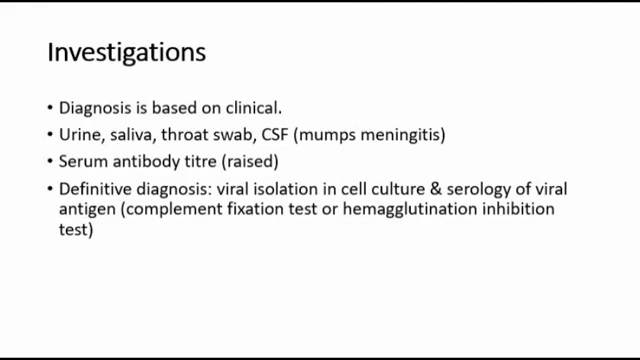 Investigations
• Diagnosis is based on clinical.
• Urine, saliva, throat swab, CSF (mumps meningitis)
• Serum antibody titre (raised)
• Definitive diagnosis: viral isolation in cell culture & serology of viral
antigen (complement fixation test or hemagglutination inhibition
test)